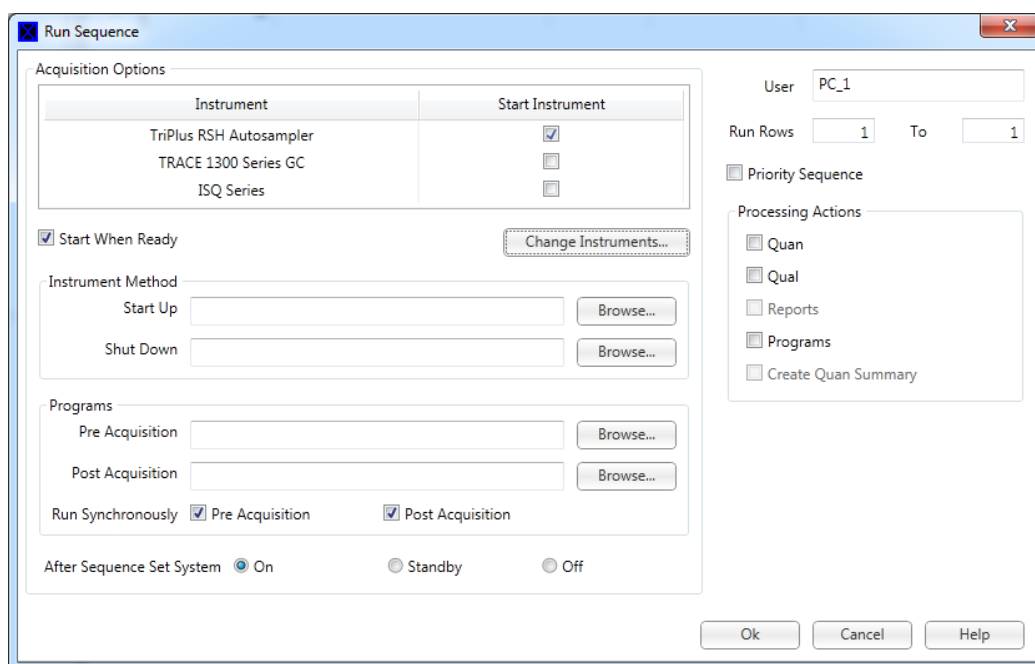 Run Sequence
Acquisition Options
Instrument Start Instrument
TriPlus RSH Autosampler
TRACE 1300 Series GC
ISQ Series
Start When Ready Change Instruments...
Instrument Method
Start Up Browse...
Shut Down Browse...
Programs
Pre Acquisition Browse...
Post Acquisition Browse...
Run Synchronously Pre Acquisition Post Acquisition
After Sequence Set System On Standby Off
User PC_1
Run Rows 1 To 1
Priority Sequence
Processing Actions
Quan
Qual
Reports
Programs
Create Quan Summary
Ok Cancel Help